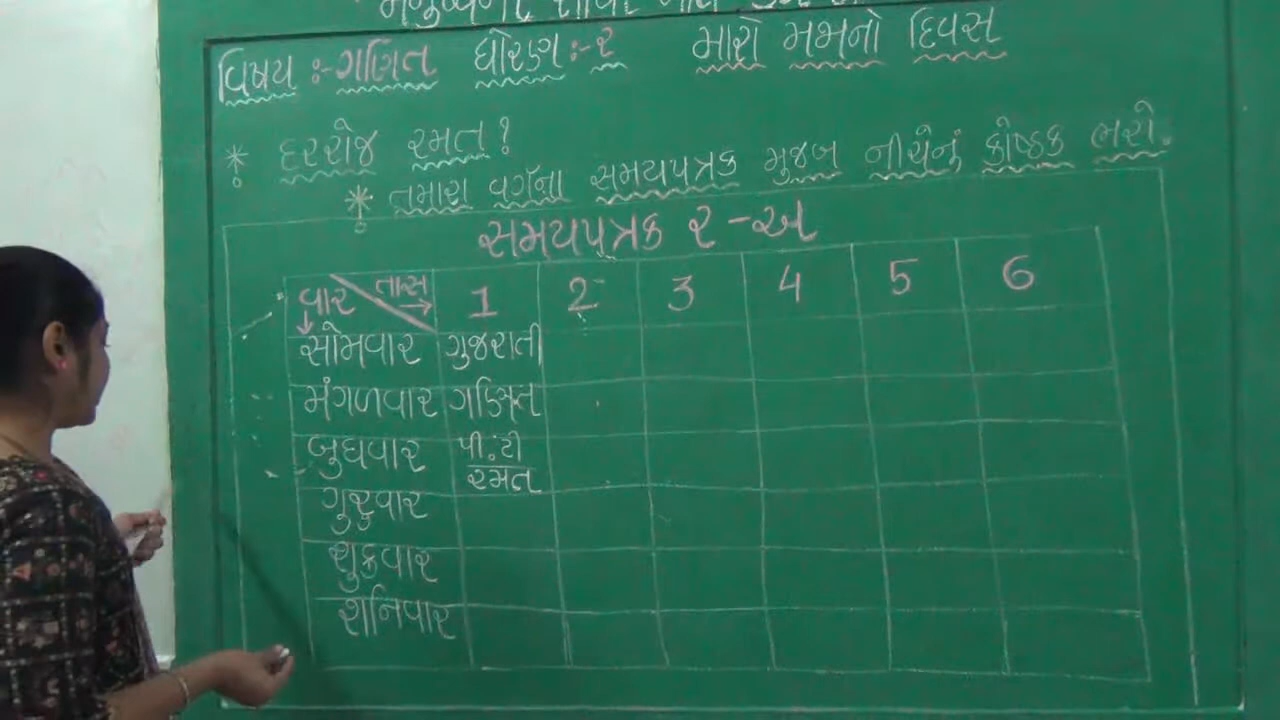 વિષય :- ગણિત ધોરણ :- ૨ મારો મજાનો દિવસ
* દરરોજ રમત ?
* તમારા વર્ગના સમયપત્રક મુજબ નીચેનું કોષ્ટક ભરો.
સમયપત્રક ૨ - અ
વાર તાસ → 1 2 3 4 5 6
સોમવાર ગુજરાતી
મંગળવાર ગણિત
બુધવાર પી.ટી
રમત
ગુરુવાર
શુક્રવાર
શનિવાર